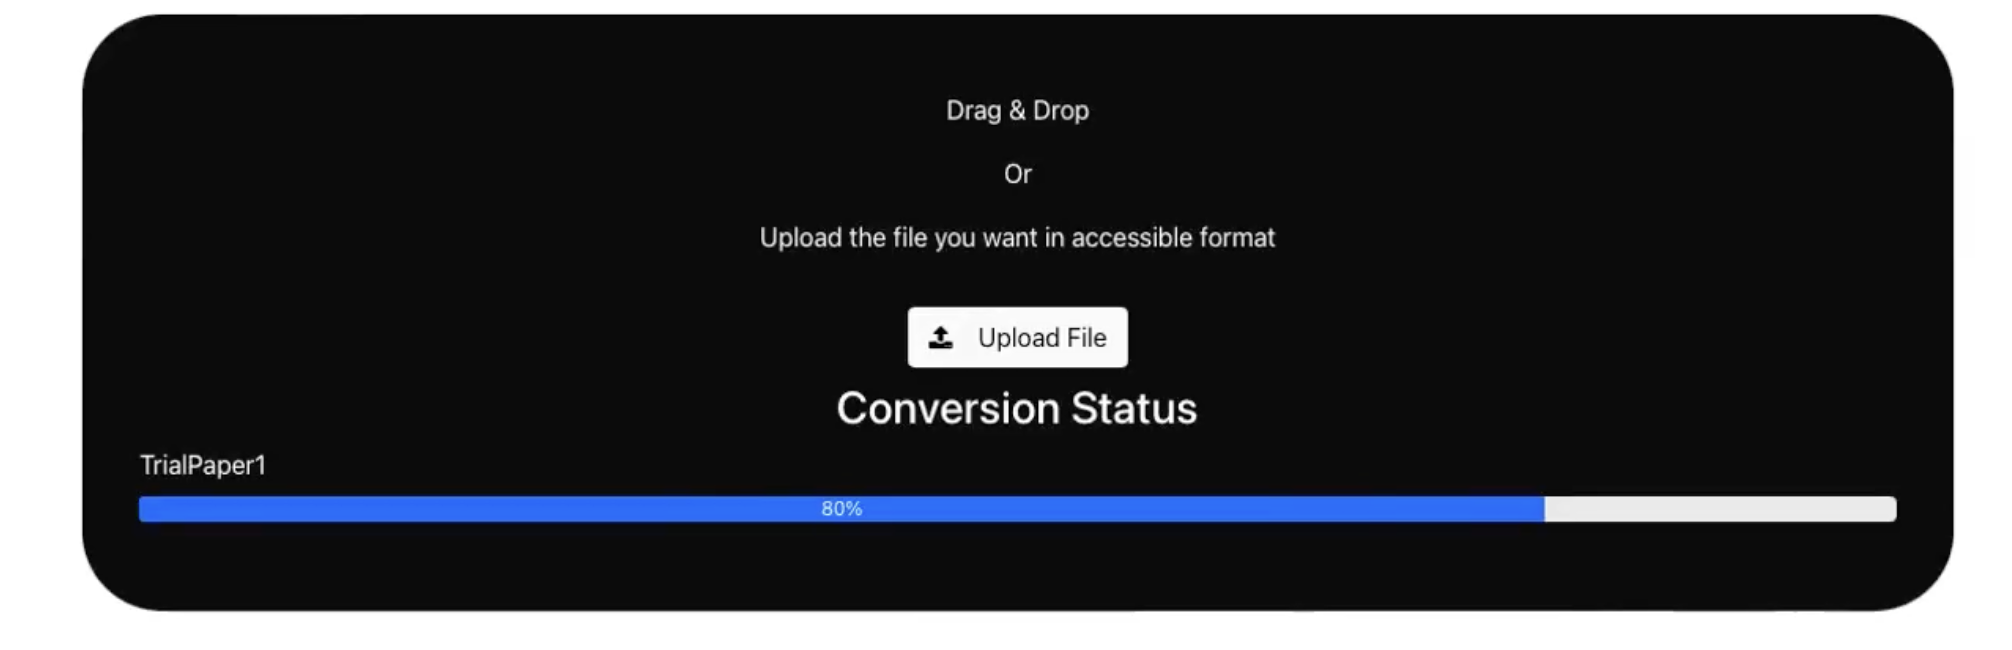 Drag & Drop
Or
Upload the file you want in accessible format
Upload File
Conversion Status
TrialPaper1
80%